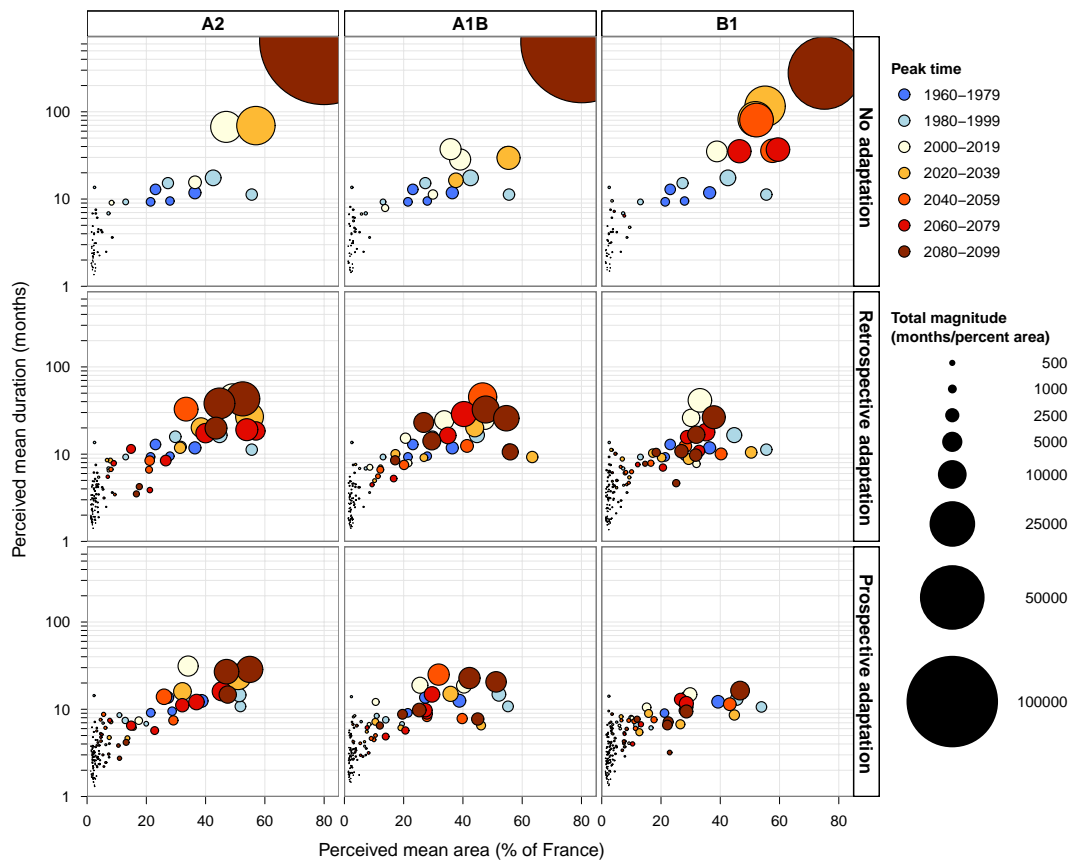 A2 A1B B1
Perceived mean duration (months)
100
10
1
No adaptation
100
10
1
Retrospective adaptation
100
10
1
Prospective adaptation
0 20 40 60 80 0 20 40 60 80 0 20 40 60 80
Perceived mean area (% of France)
Peak time
1960−1979
1980−1999
2000−2019
2020−2039
2040−2059
2060−2079
2080−2099
Total magnitude
(months/percent area)
500
1000
2500
5000
10000
25000
50000
100000